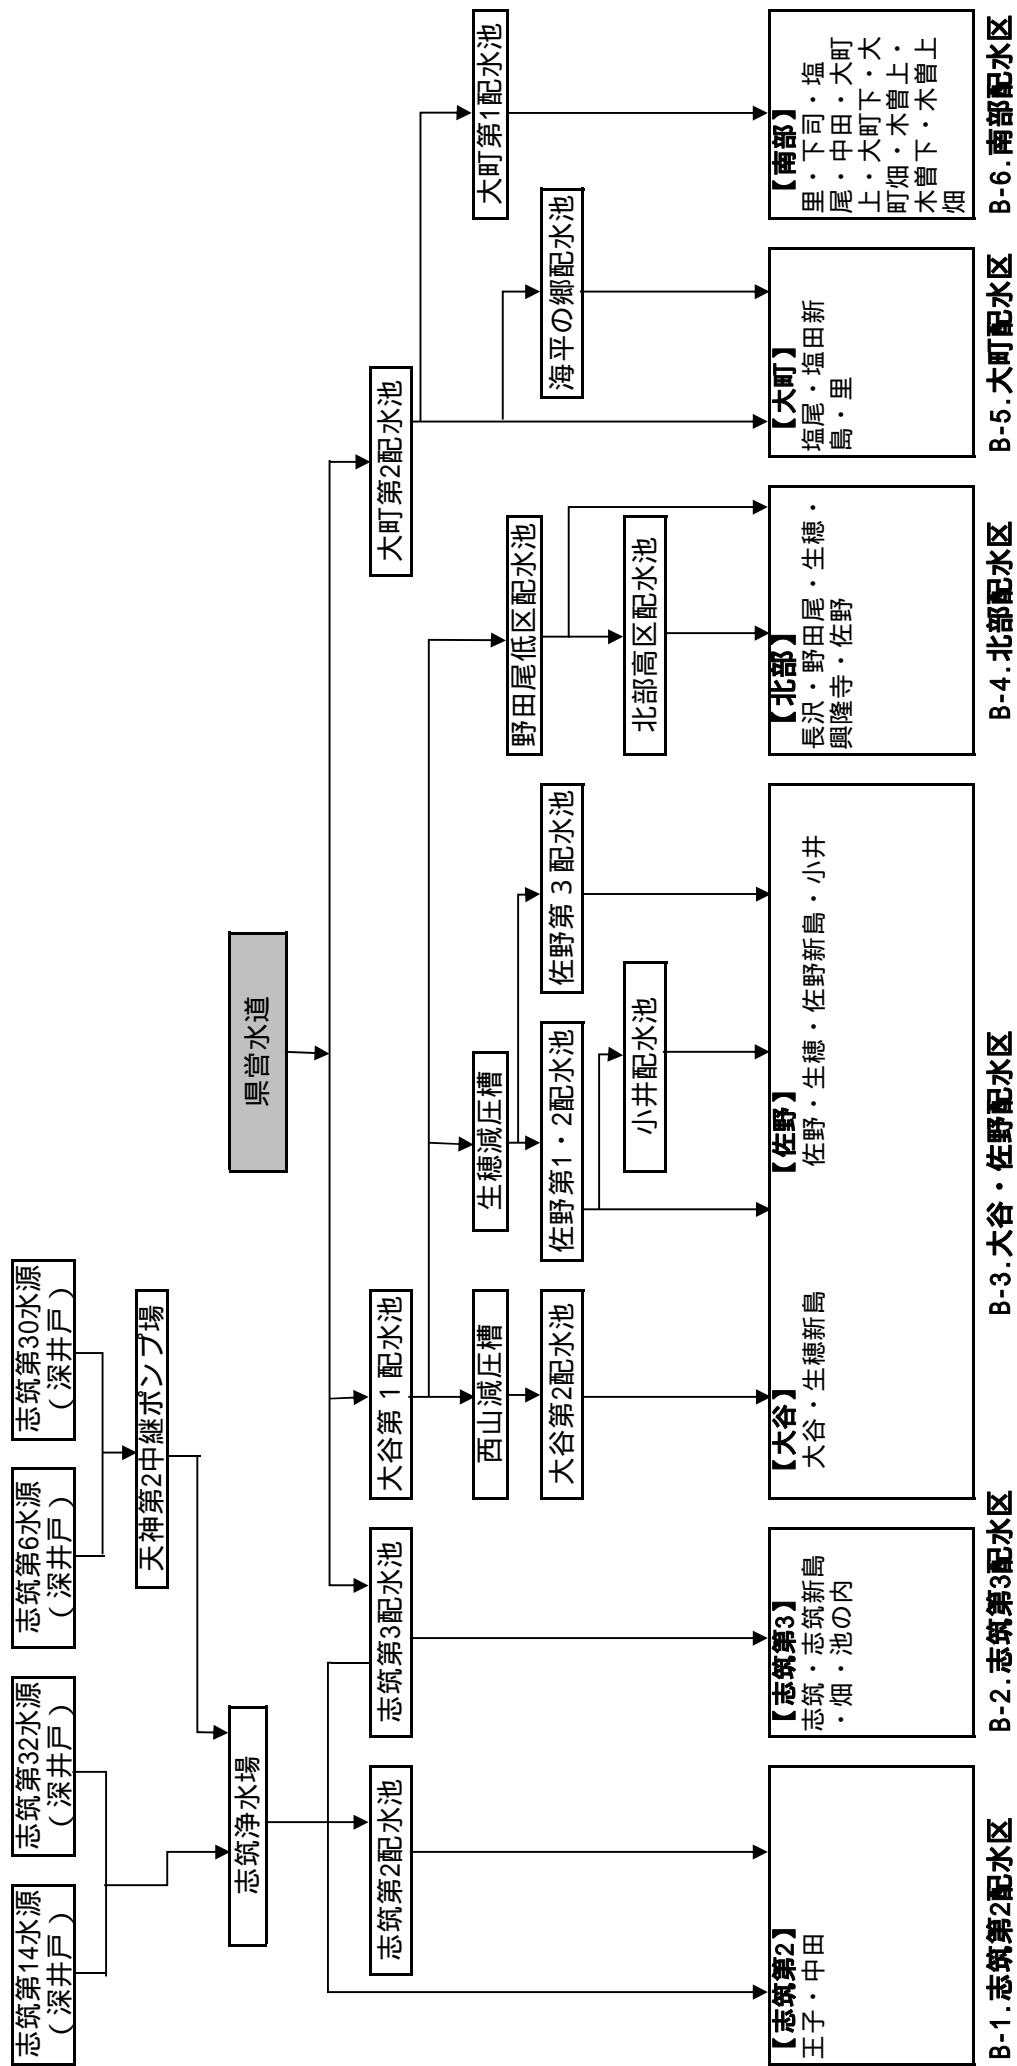 志筑第14水源
（深井戸）
志筑第32水源
（深井戸）
志筑第6水源
（深井戸）
志筑第30水源
（深井戸）
天神第2中継ポンプ場
志筑浄水場
県営水道
志筑第2配水池
志筑第3配水池
大谷第１配水池
大町第2配水池
西山減圧槽
生穂減圧槽
野田尾低区配水池
大町第1配水池
大谷第2配水池
佐野第1・2配水池
佐野第３配水池
海平の郷配水池
小井配水池
北部高区配水池
【志筑第2】
王子・中田
【志筑第3】
志筑・志筑新島
・畑・池の内
【大谷】
大谷・生穂新島
【佐野】
佐野・生穂・佐野新島・小井
【北部】
長沢・野田尾・生穂・
興隆寺・佐野
【大町】
塩尾・塩田新
島・里
【南部】
里・下司・塩
尾・中田・大町
上・大町下・大
町畑・木曽上・
木曽下・木曽上
畑
B-1.志筑第2配水区
B-2.志筑第3配水区
B-3.大谷・佐野配水区
B-4.北部配水区
B-5.大町配水区
B-6.南部配水区